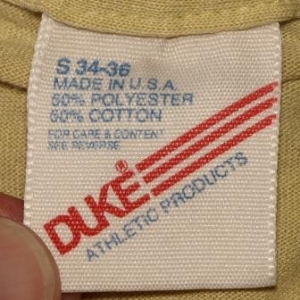 S 34-36
MADE IN U.S.A.
50% POLYESTER
50% COTTON
FOR CARE & CONTENT
SEE REVERSE
DUKE®
ATHLETIC PRODUCTS